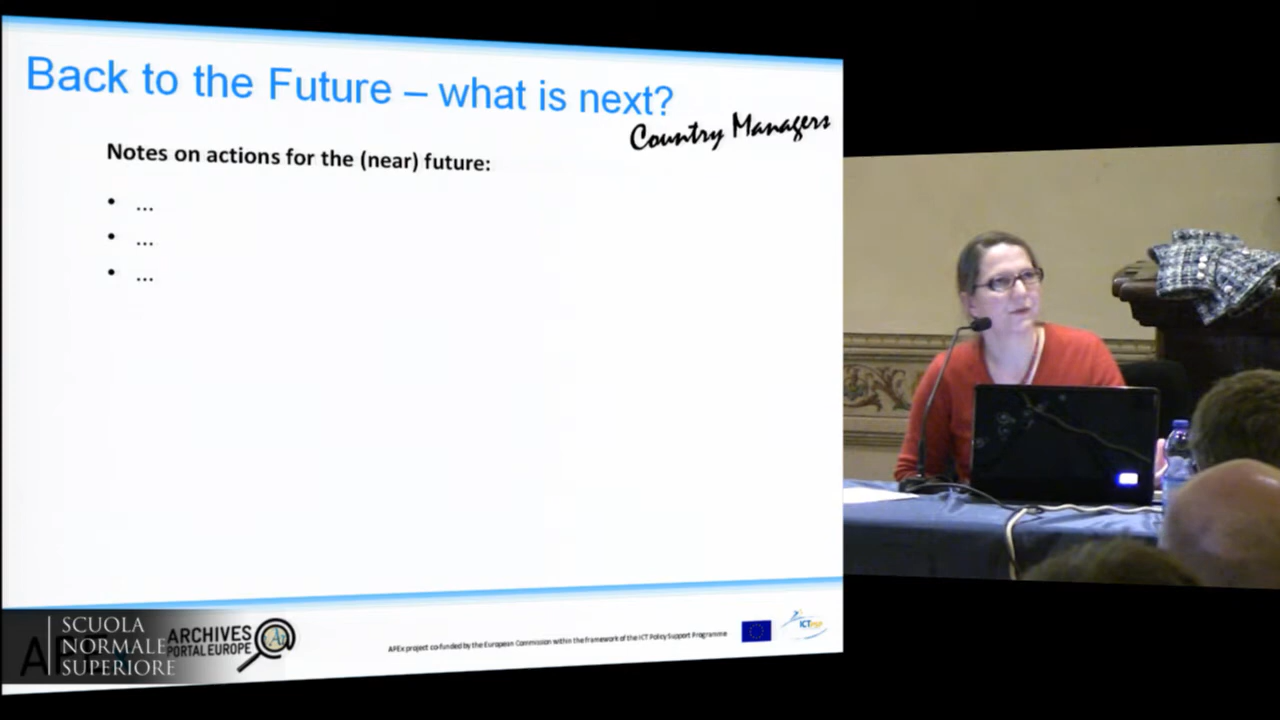 Back to the Future – what is next?
Country Managers
Notes on actions for the (near) future:
• ...
• ...
• ...
SCUOLA
NORMALE
SUPERIORE
ARCHIVES
PORTAL EUROPE
APEx project co-funded by the European Commission within the framework of the ICT Policy Support Programme
ICT PSP